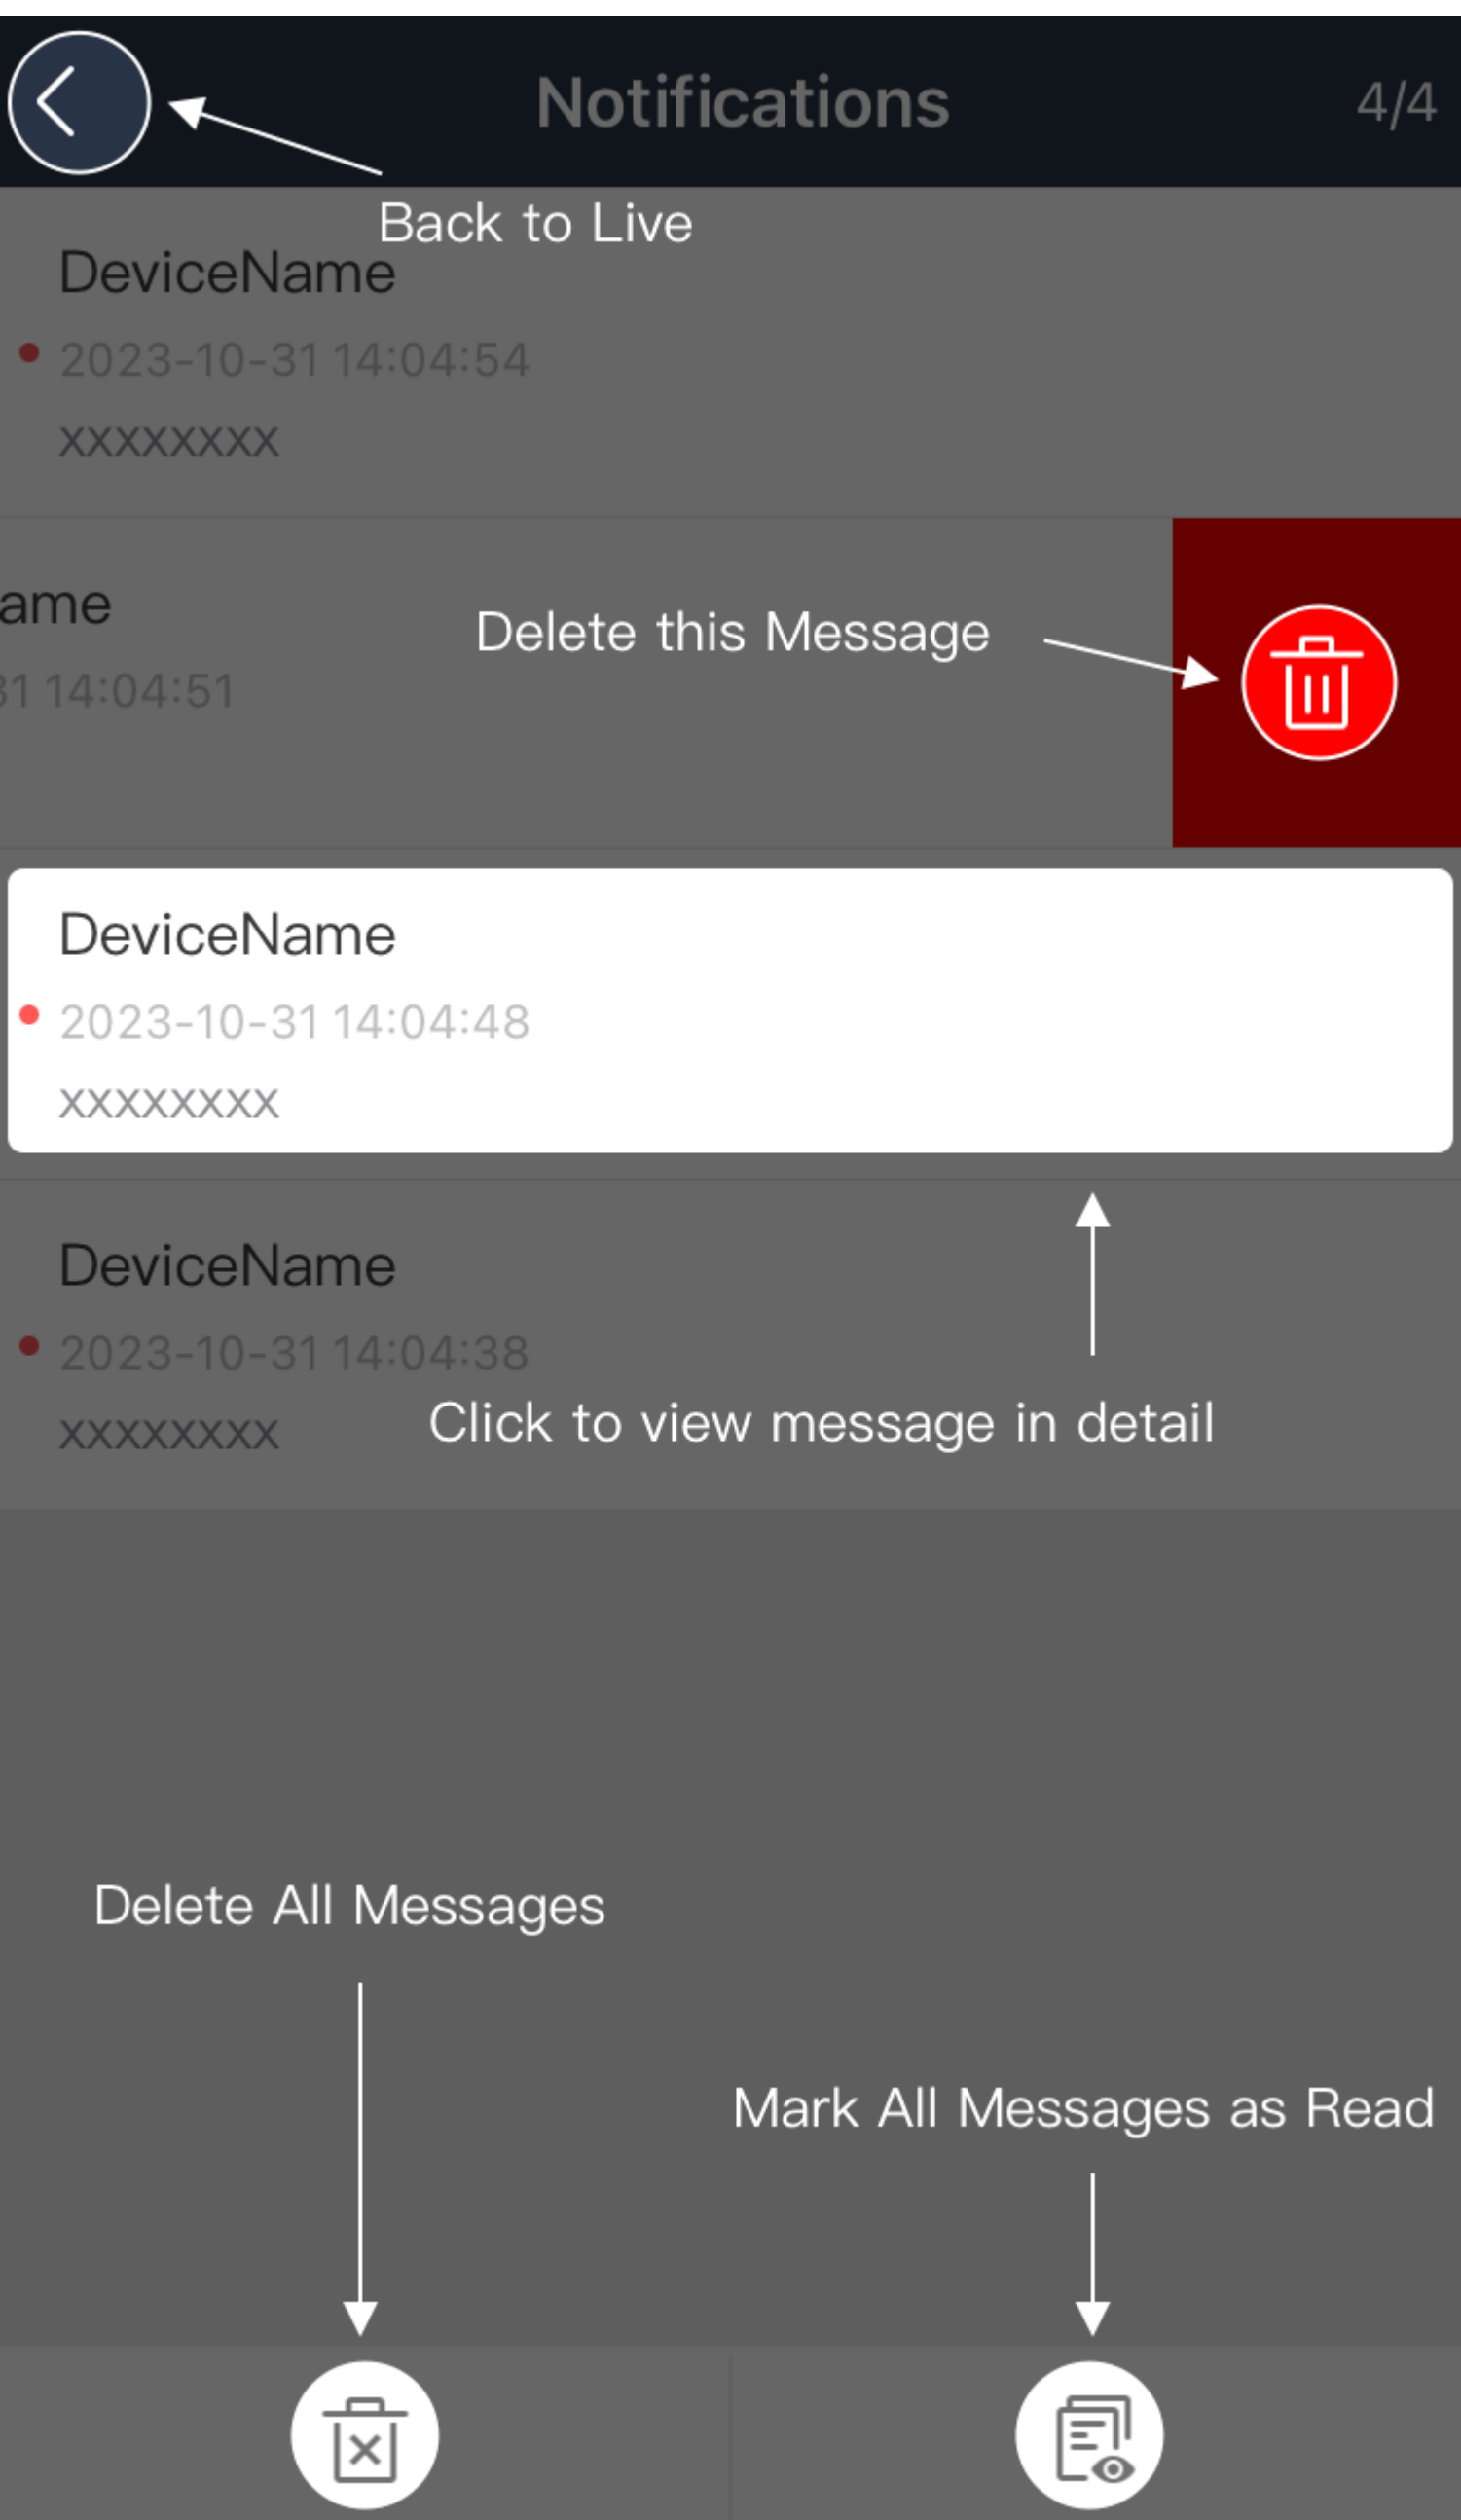 Notifications 4/4
Back to Live
DeviceName
2023-10-31 14:04:54
xxxxxxxx
ame
Delete this Message
31 14:04:51
DeviceName
2023-10-31 14:04:48
xxxxxxxx
DeviceName
2023-10-31 14:04:38
xxxxxxxx
Click to view message in detail
Delete All Messages
Mark All Messages as Read